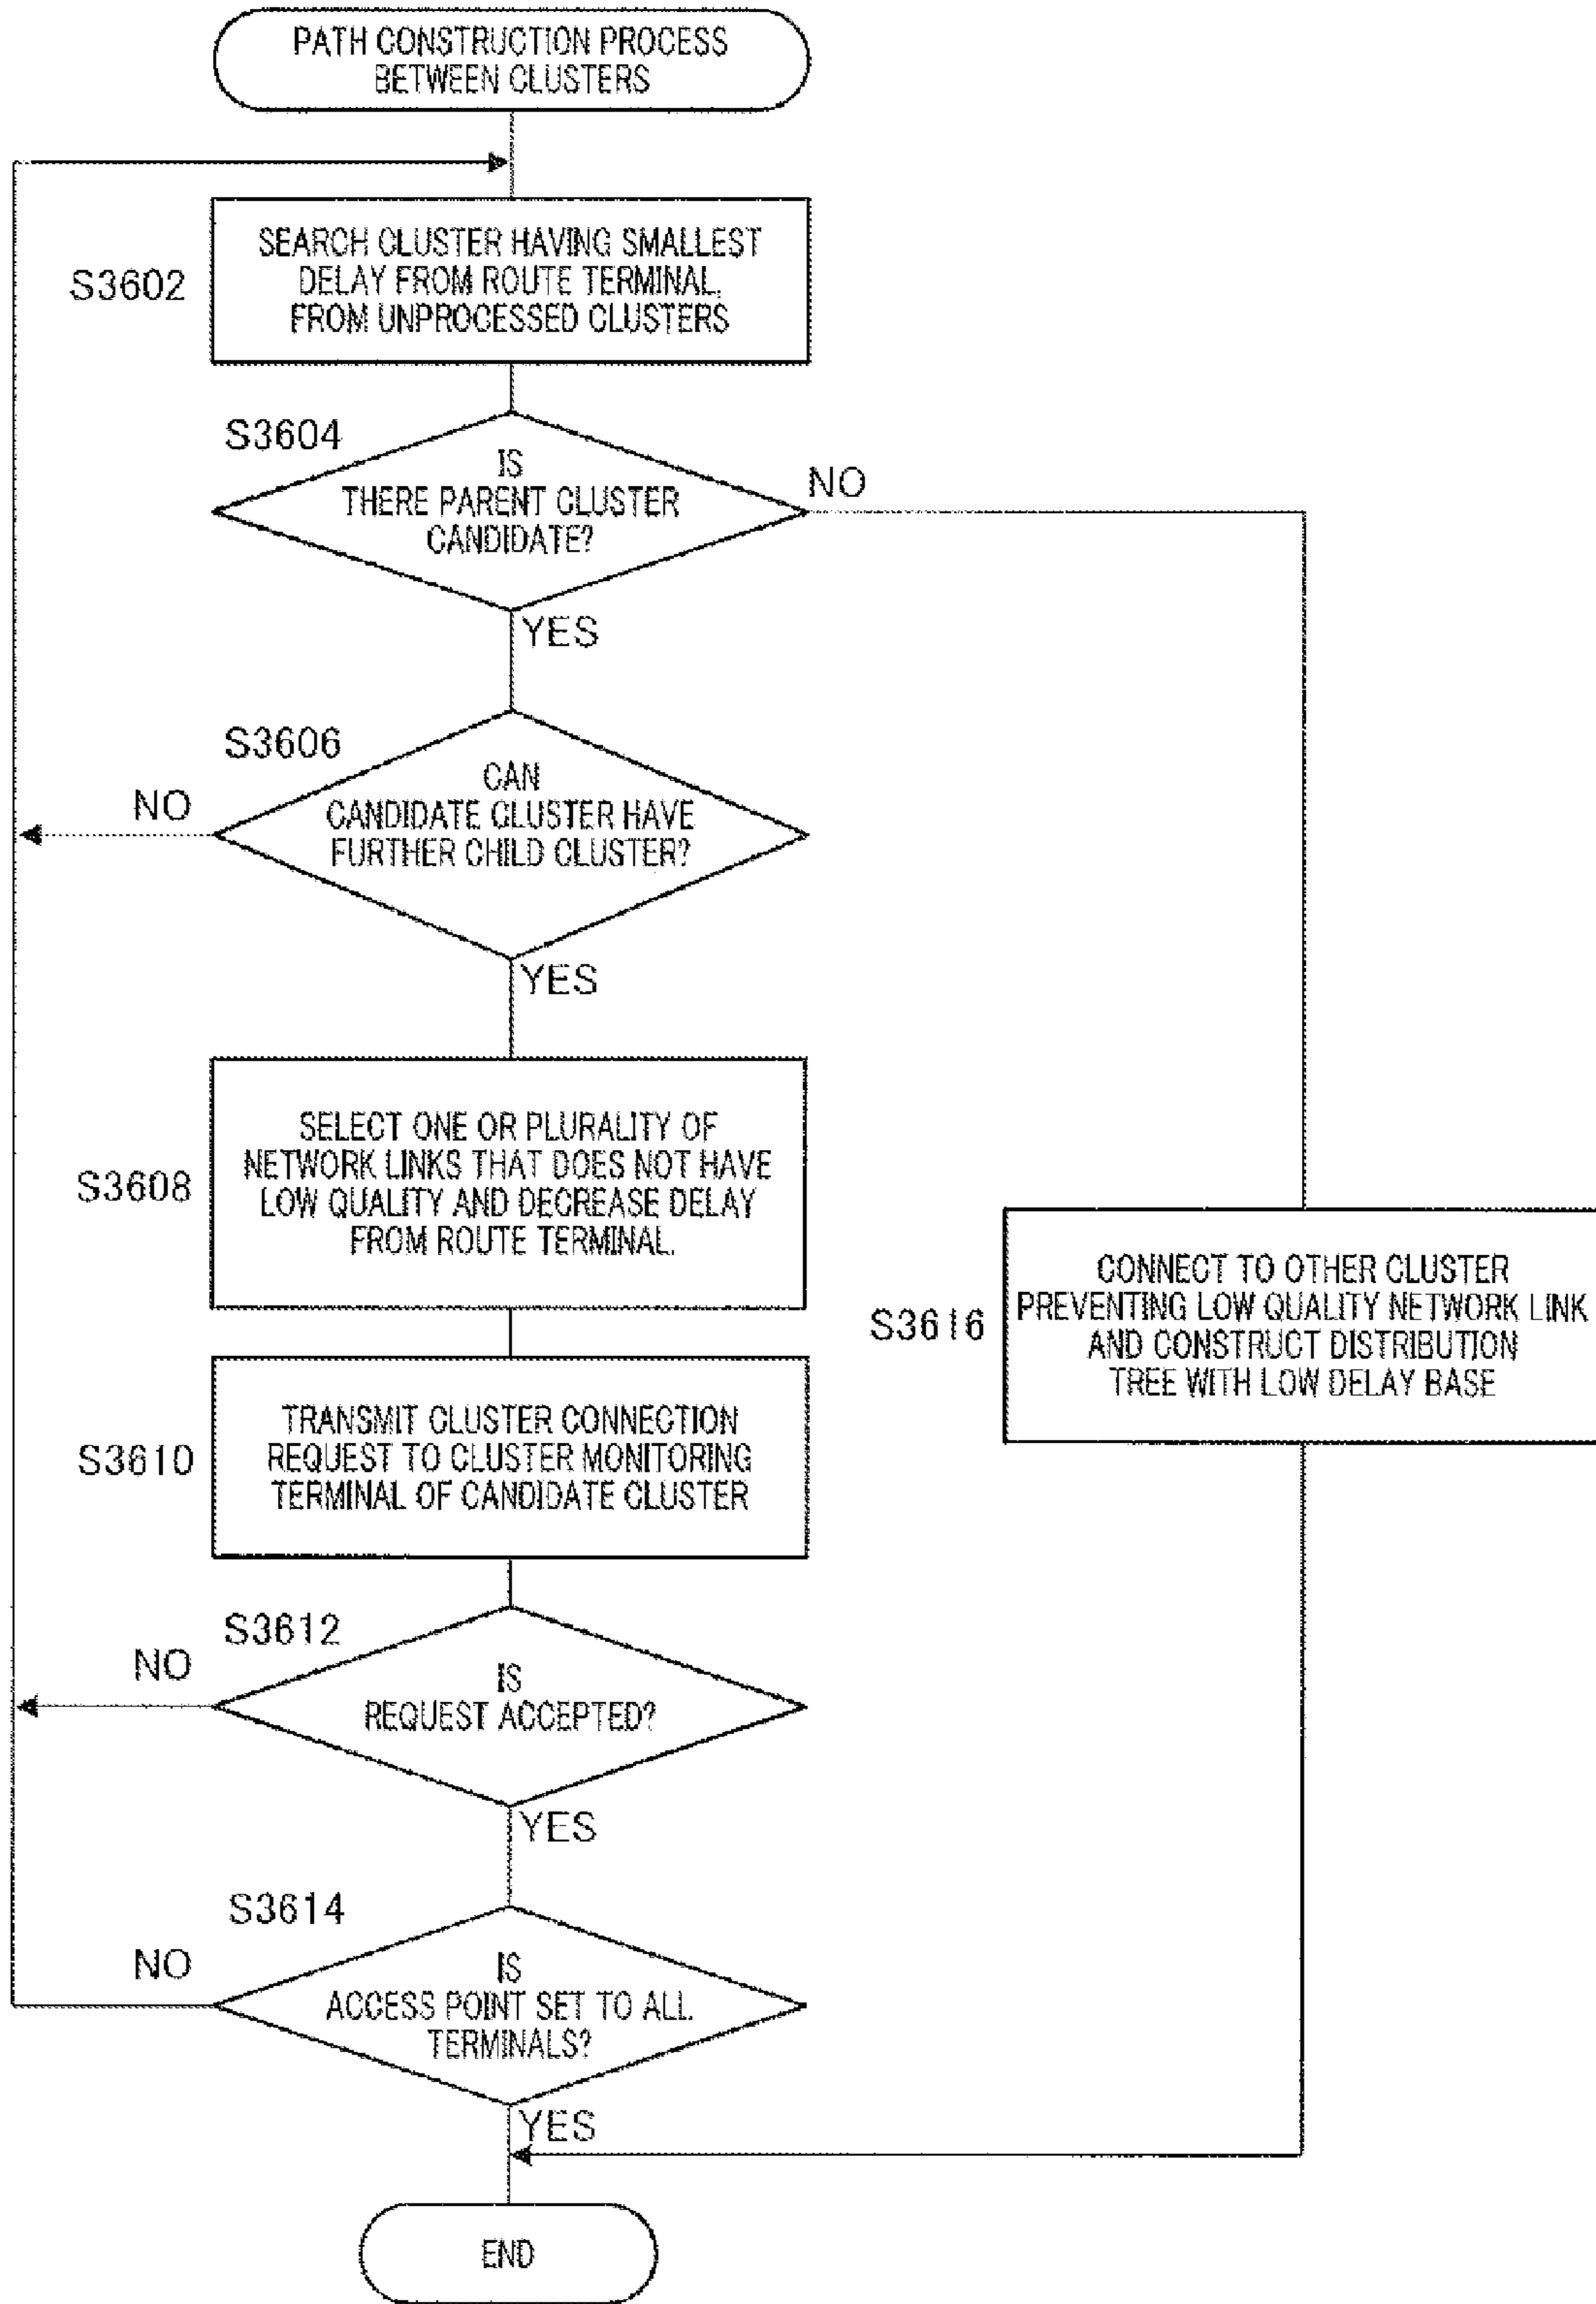 PATH CONSTRUCTION PROCESS
BETWEEN CLUSTERS
S3602
SEARCH CLUSTER HAVING SMALLEST
DELAY FROM ROUTE TERMINAL,
FROM UNPROCESSED CLUSTERS
S3604
IS
THERE PARENT CLUSTER
CANDIDATE?
NO
YES
S3606
CAN
CANDIDATE CLUSTER HAVE
FURTHER CHILD CLUSTER?
NO
YES
S3608
SELECT ONE OR PLURALITY OF
NETWORK LINKS THAT DOES NOT HAVE
LOW QUALITY AND DECREASE DELAY
FROM ROUTE TERMINAL.
S3616
CONNECT TO OTHER CLUSTER
PREVENTING LOW QUALITY NETWORK LINK
AND CONSTRUCT DISTRIBUTION
TREE WITH LOW DELAY BASE
S3610
TRANSMIT CLUSTER CONNECTION
REQUEST TO CLUSTER MONITORING
TERMINAL OF CANDIDATE CLUSTER
S3612
NO
IS
REQUEST ACCEPTED?
YES
S3614
NO
IS
ACCESS POINT SET TO ALL
TERMINALS?
YES
END